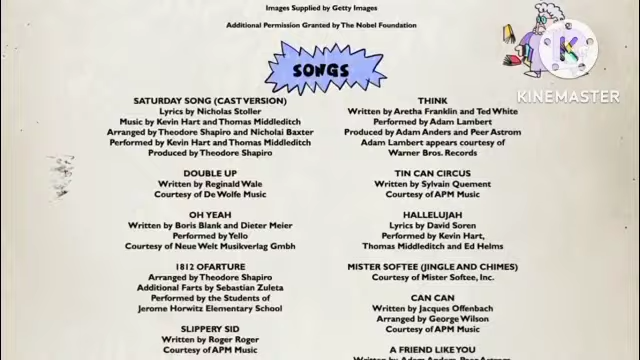 Images Supplied by Getty Images
Additional Permission Granted by The Nobel Foundation
KINEMASTER
SONGS
SATURDAY SONG (CAST VERSION)
Lyrics by Nicholas Stoller
Music by Kevin Hart and Thomas Middleditch
Arranged by Theodore Shapiro and Nicholai Baxter
Performed by Kevin Hart and Thomas Middleditch
Produced by Theodore Shapiro
DOUBLE UP
Written by Reginald Wale
Courtesy of De Wolfe Music
OH YEAH
Written by Boris Blank and Dieter Meier
Performed by Yello
Courtesy of Neue Welt Musikverlag Gmbh
1812 OFARTURE
Arranged by Theodore Shapiro
Additional Farts by Sebastian Zuleta
Performed by the Students of
Jerome Horwitz Elementary School
SLIPPERY SID
Written by Roger Roger
Courtesy of APM Music
THINK
Written by Aretha Franklin and Ted White
Performed by Adam Lambert
Produced by Adam Anders and Peer Astrom
Adam Lambert appears courtesy of
Warner Bros. Records
TIN CAN CIRCUS
Written by Sylvain Quement
Courtesy of APM Music
HALLELUJAH
Lyrics by David Soren
Performed by Kevin Hart,
Thomas Middleditch and Ed Helms
MISTER SOFTEE (JINGLE AND CHIMES)
Courtesy of Mister Softee, Inc.
CAN CAN
Written by Jacques Offenbach
Arranged by George Wilson
Courtesy of APM Music
A FRIEND LIKE YOU
Written by Adam Anders, Peer Astrom